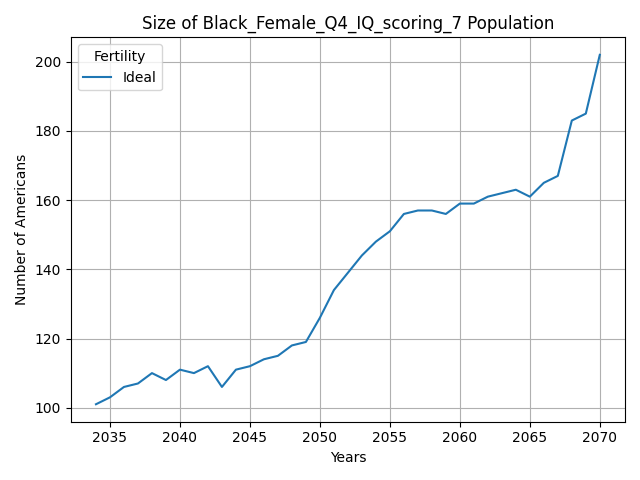 Size of Black_Female_Q4_IQ_scoring_7 Population
Fertility
Ideal
Number of Americans
200
180
160
140
120
100
2035 2040 2045 2050 2055 2060 2065 2070
Years